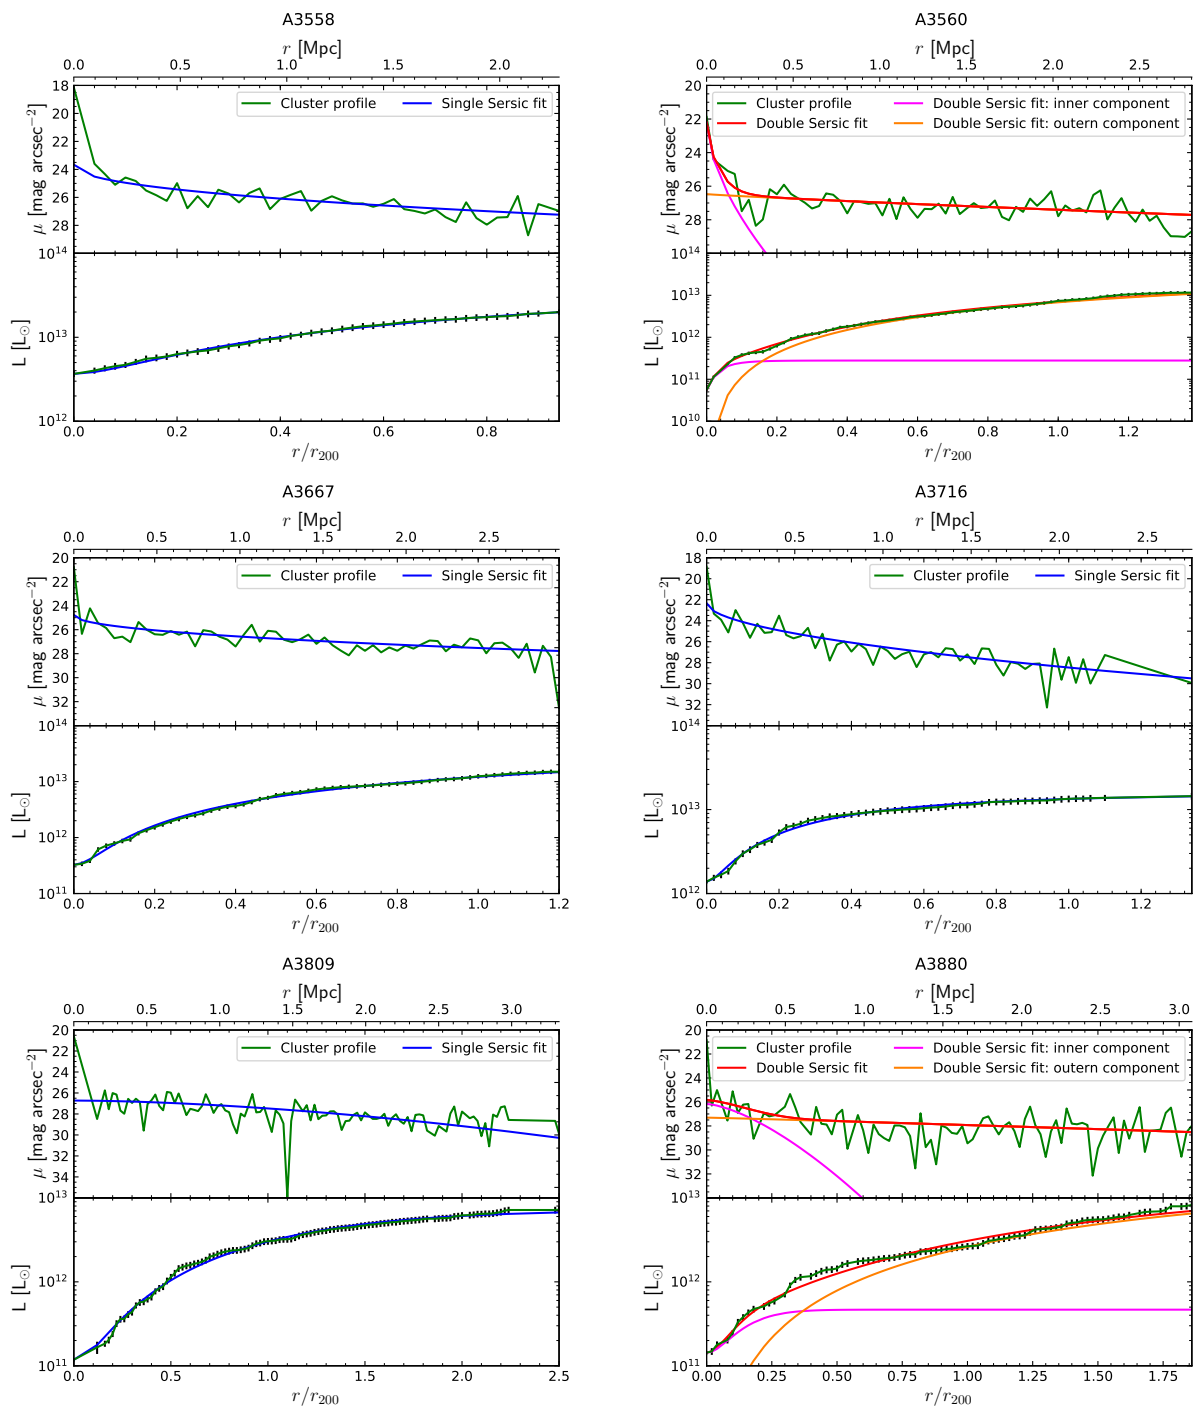 A3558
r [Mpc]
0.0 0.5 1.0 1.5 2.0
μ [mag arcsec⁻²]
18 20 22 24 26 28
Cluster profile Single Sersic fit
L [L☉]
10¹⁴ 10¹³ 10¹²
0.0 0.2 0.4 0.6 0.8
r/r₂₀₀
A3560
r [Mpc]
0.0 0.5 1.0 1.5 2.0 2.5
μ [mag arcsec⁻²]
20 22 24 26 28
Cluster profile Double Sersic fit: inner component
Double Sersic fit Double Sersic fit: outern component
L [L☉]
10¹⁴ 10¹³ 10¹² 10¹¹ 10¹⁰
0.0 0.2 0.4 0.6 0.8 1.0 1.2
r/r₂₀₀
A3667
r [Mpc]
0.0 0.5 1.0 1.5 2.0 2.5
μ [mag arcsec⁻²]
20 22 24 26 28 30 32
Cluster profile Single Sersic fit
L [L☉]
10¹⁴ 10¹³ 10¹² 10¹¹
0.0 0.2 0.4 0.6 0.8 1.0 1.2
r/r₂₀₀
A3716
r [Mpc]
0.0 0.5 1.0 1.5 2.0 2.5
μ [mag arcsec⁻²]
18 20 22 24 26 28 30 32
Cluster profile Single Sersic fit
L [L☉]
10¹⁴ 10¹³ 10¹²
0.0 0.2 0.4 0.6 0.8 1.0 1.2
r/r₂₀₀
A3809
r [Mpc]
0.0 0.5 1.0 1.5 2.0 2.5 3.0
μ [mag arcsec⁻²]
20 22 24 26 28 30 32 34
Cluster profile Single Sersic fit
L [L☉]
10¹³ 10¹² 10¹¹
0.0 0.5 1.0 1.5 2.0 2.5
r/r₂₀₀
A3880
r [Mpc]
0.0 0.5 1.0 1.5 2.0 2.5 3.0
μ [mag arcsec⁻²]
20 22 24 26 28 30 32
Cluster profile Double Sersic fit: inner component
Double Sersic fit Double Sersic fit: outern component
L [L☉]
10¹³ 10¹² 10¹¹
0.00 0.25 0.50 0.75 1.00 1.25 1.50 1.75
r/r₂₀₀